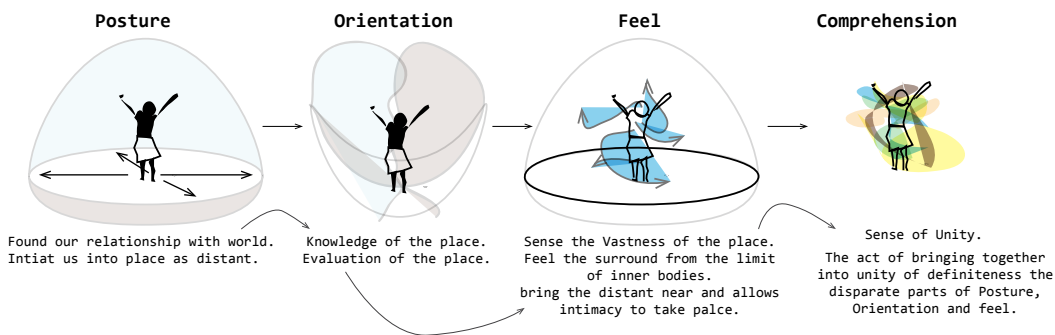 Posture
Orientation
Feel
Comprehension
Found our relationship with world.
Intiat us into place as distant.
Knowledge of the place.
Evaluation of the place.
Sense the Vastness of the place.
Feel the surround from the limit
of inner bodies.
bring the distant near and allows
intimacy to take palce.
Sense of Unity.
The act of bringing together
into unity of definiteness the
disparate parts of Posture,
Orientation and feel.